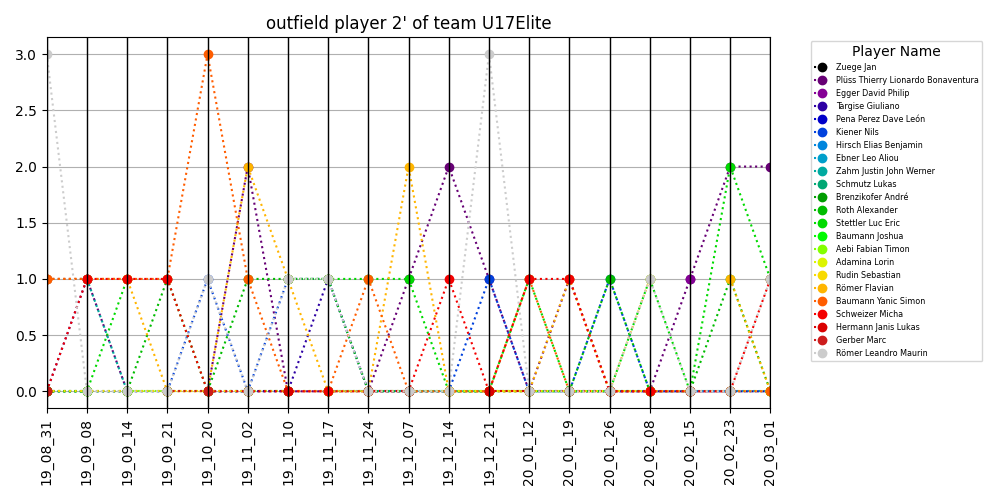 outfield player 2' of team U17Elite
3.0
2.5
2.0
1.5
1.0
0.5
0.0
19_08_31
19_09_08
19_09_14
19_09_21
19_10_20
19_11_02
19_11_10
19_11_17
19_11_24
19_12_07
19_12_14
19_12_21
20_01_12
20_01_19
20_01_26
20_02_08
20_02_15
20_02_23
20_03_01
Player Name
Zuege Jan
Plüss Thierry Lionardo Bonaventura
Egger David Philip
Targise Giuliano
Pena Perez Dave León
Kiener Nils
Hirsch Elias Benjamin
Ebner Leo Aliou
Zahm Justin John Werner
Schmutz Lukas
Brenzikofer André
Roth Alexander
Stettler Luc Eric
Baumann Joshua
Aebi Fabian Timon
Adamina Lorin
Rudin Sebastian
Römer Flavian
Baumann Yanic Simon
Schweizer Micha
Hermann Janis Lukas
Gerber Marc
Römer Leandro Maurin